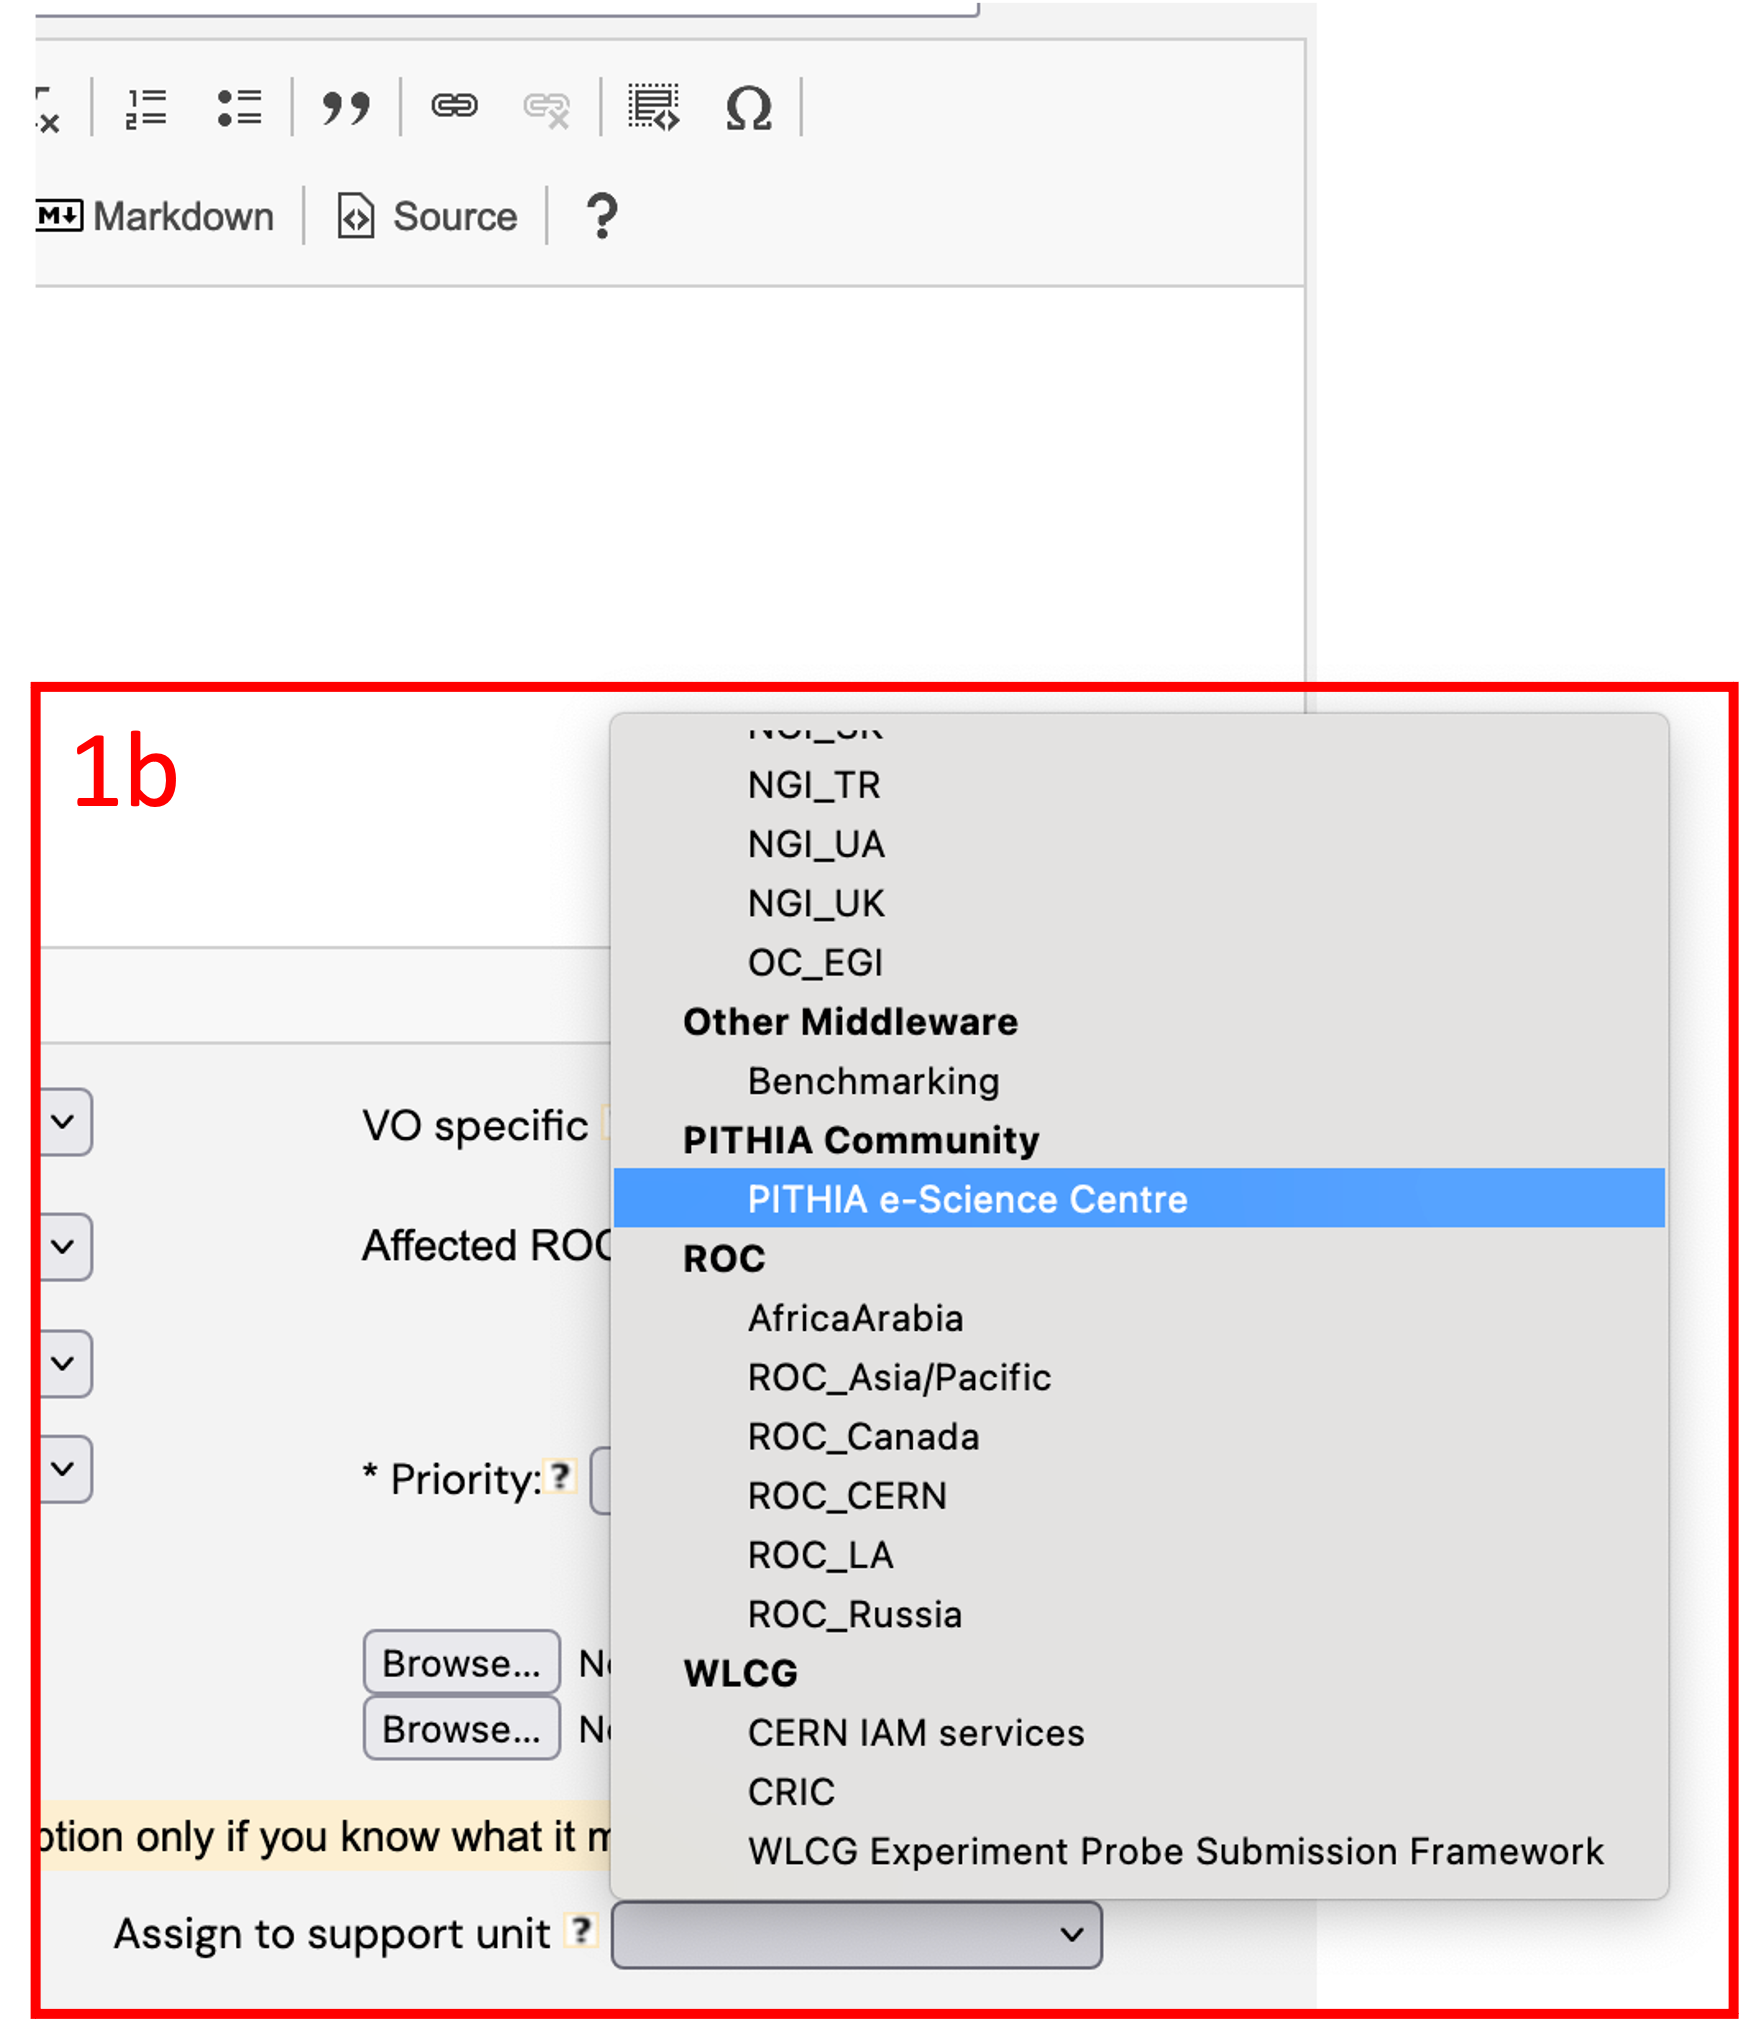 Markdown Source ?
1b
NGI_TR
NGI_UA
NGI_UK
OC_EGI
Other Middleware
Benchmarking
PITHIA Community
PITHIA e-Science Centre
ROC
AfricaArabia
ROC_Asia/Pacific
ROC_Canada
ROC_CERN
ROC_LA
ROC_Russia
WLCG
CERN IAM services
CRIC
WLCG Experiment Probe Submission Framework
VO specific
Affected
* Priority: ?
Browse...
Browse...
only if you know what it
Assign to support unit ?